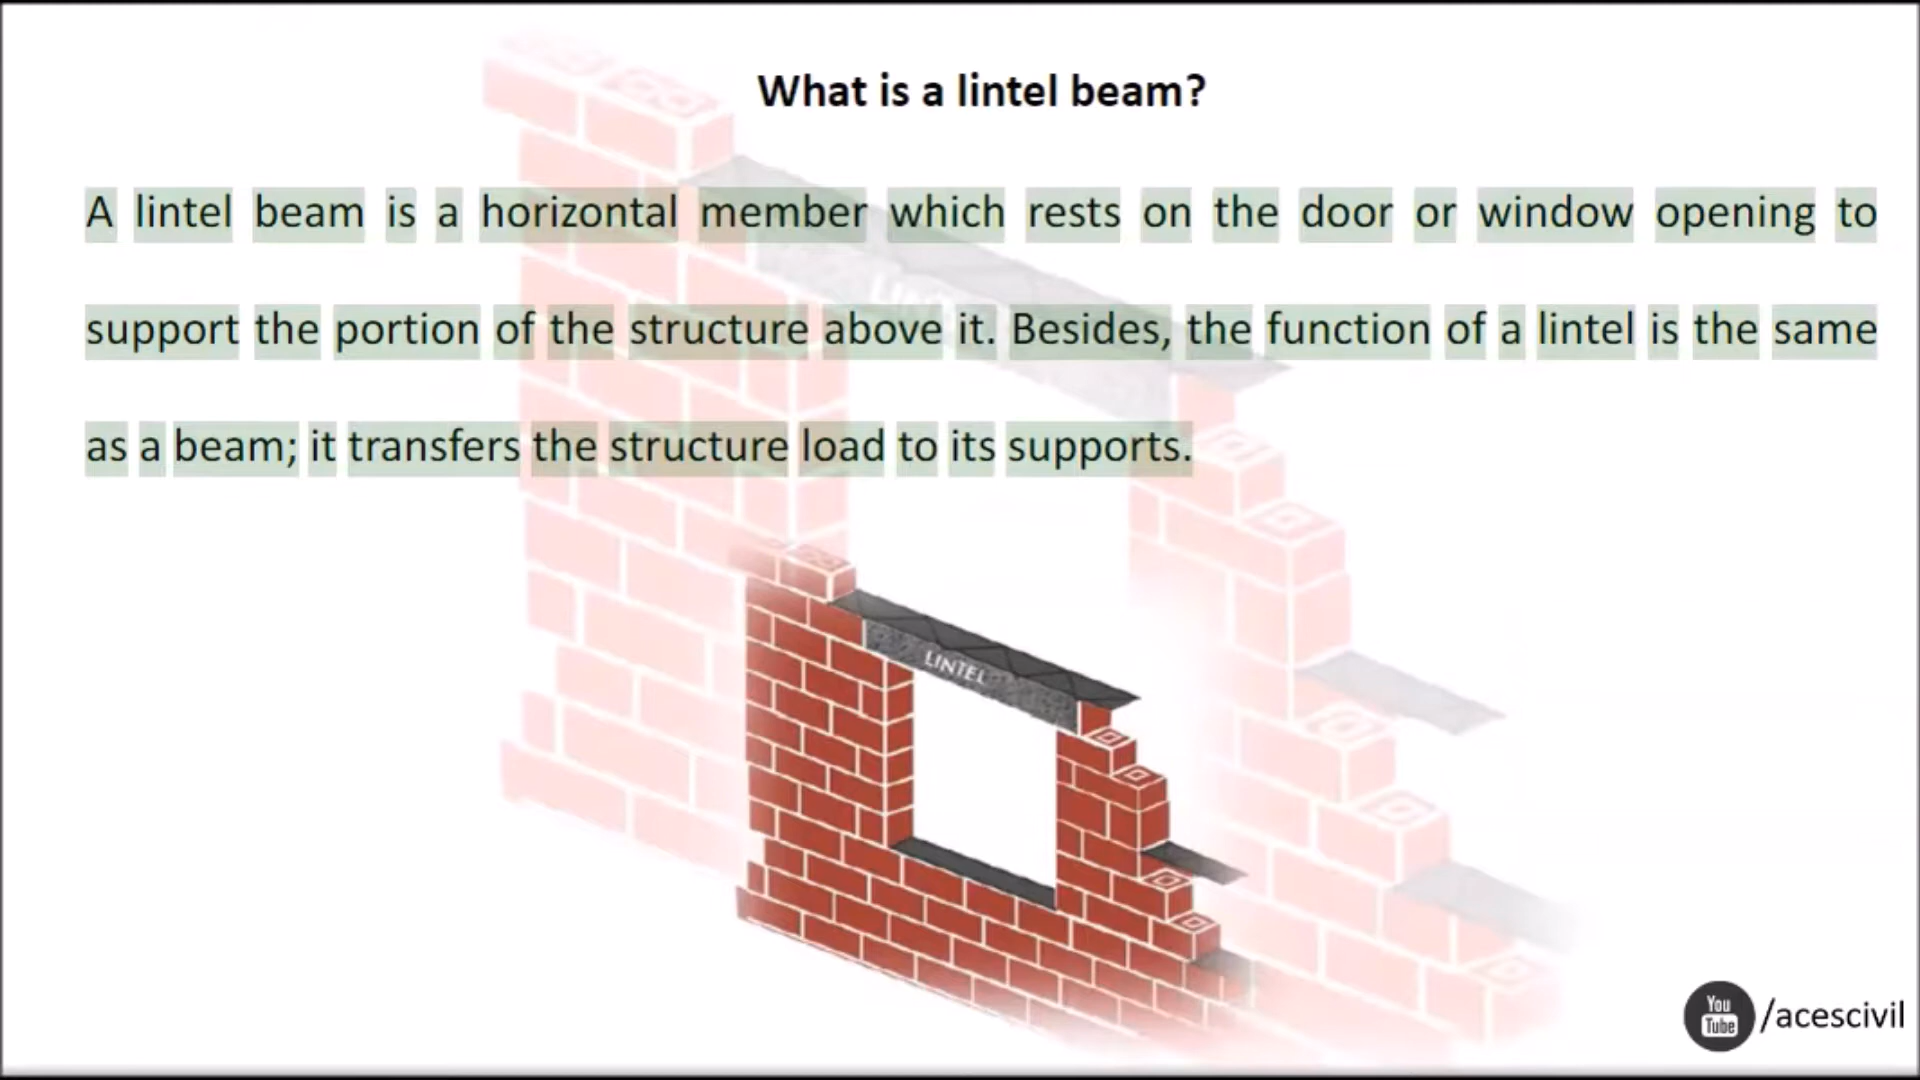 What is a lintel beam?
A lintel beam is a horizontal member which rests on the door or window opening to
support the portion of the structure above it. Besides, the function of a lintel is the same
as a beam; it transfers the structure load to its supports.
LINTEL
You
Tube
/acescivil